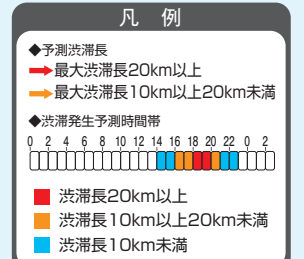 凡 例
◆予測渋滞長
最大渋滞長20km以上
最大渋滞長10km以上20km未満
◆渋滞発生予測時間帯
0 2 4 6 8 10 12 14 16 18 20 22 0 2
渋滞長20km以上
渋滞長10km以上20km未満
渋滞長10km未満